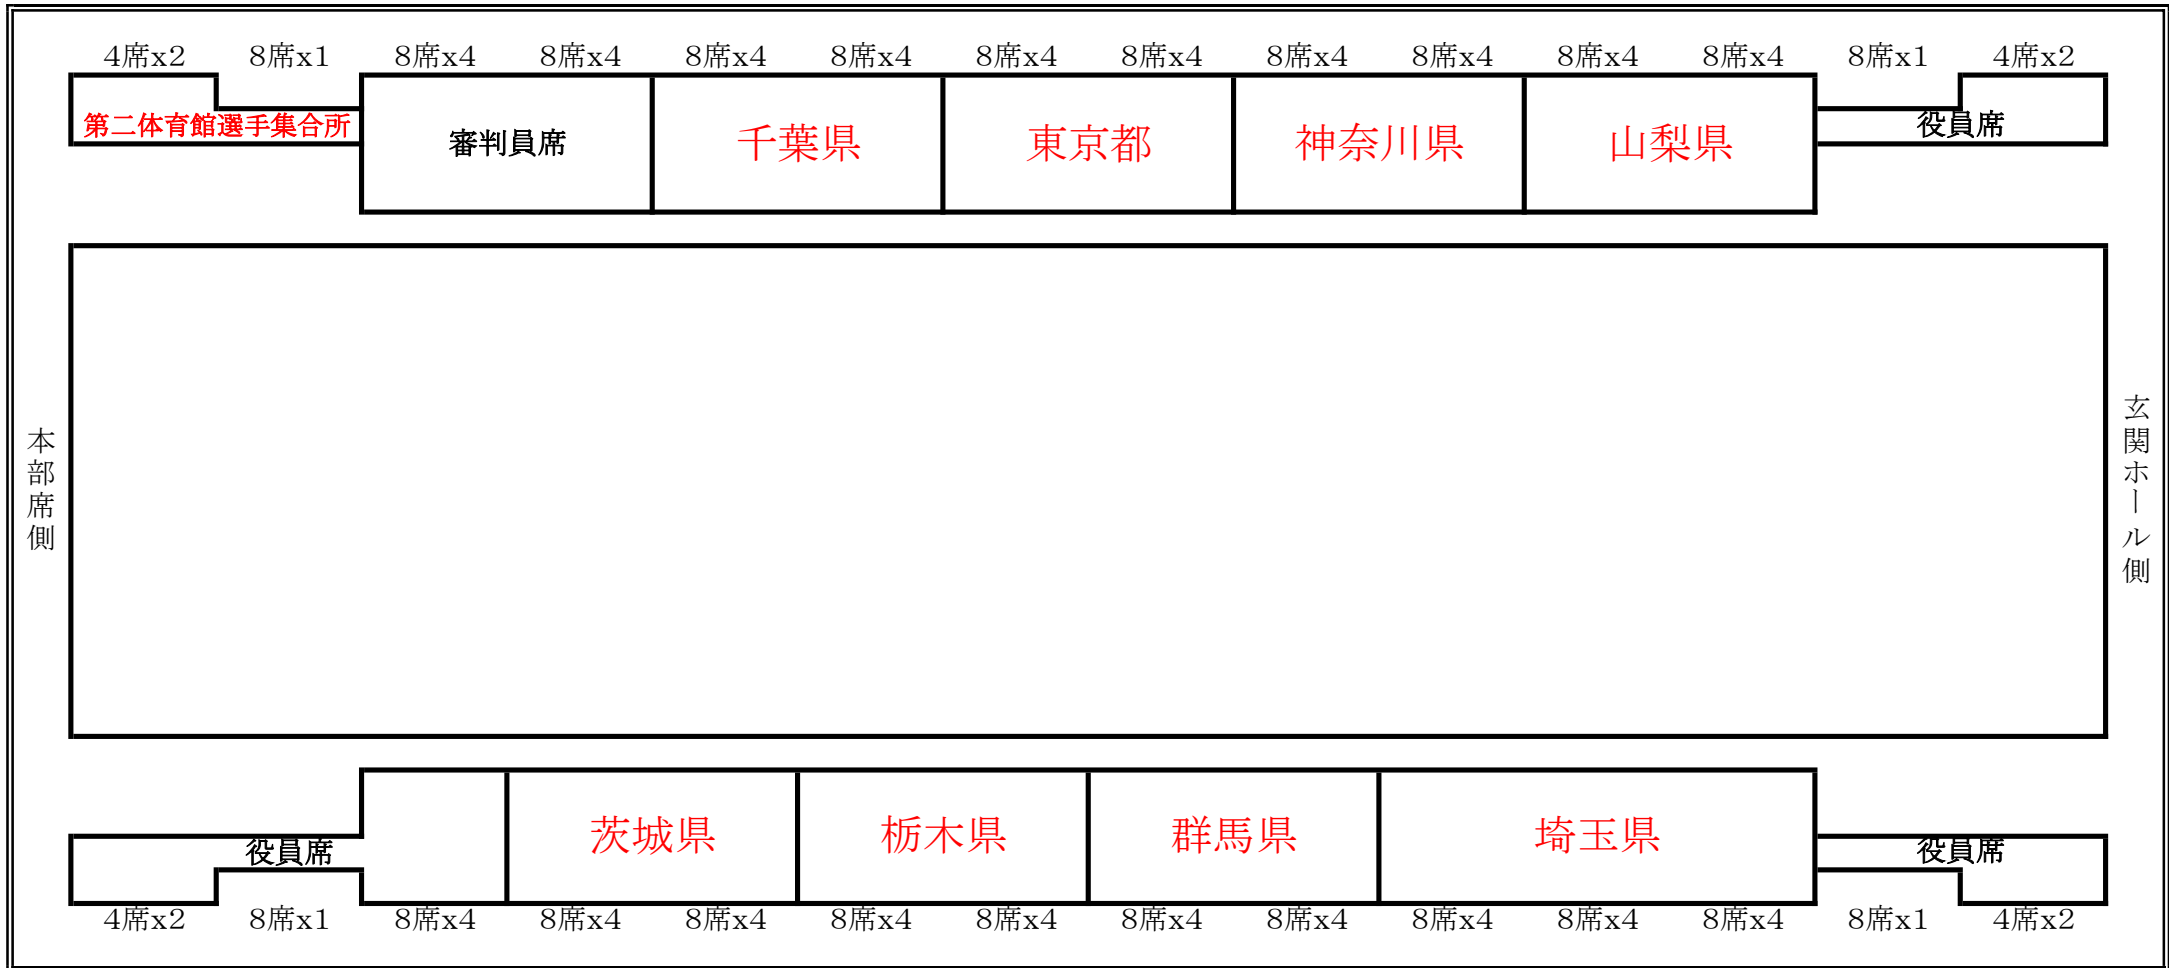 4席x2 8席x1 8席x4 8席x4 8席x4 8席x4 8席x4 8席x4 8席x4 8席x4 8席x4 8席x4 8席x1 4席x2
第二体育館選手集合所 審判員席 千葉県 東京都 神奈川県 山梨県 役員席
本部席側
玄関ホール側
役員席 茨城県 栃木県 群馬県 埼玉県 役員席
4席x2 8席x1 8席x4 8席x4 8席x4 8席x4 8席x4 8席x4 8席x4 8席x4 8席x4 8席x4 8席x1 4席x2